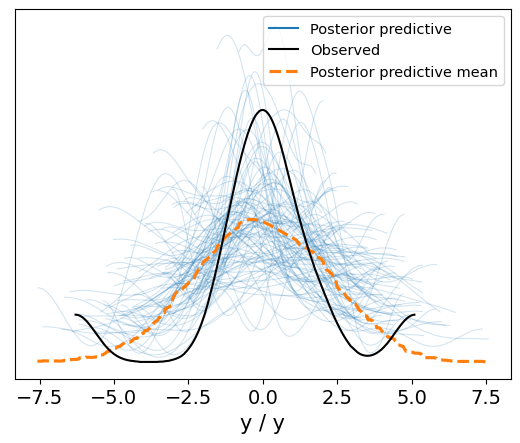 Posterior predictive
Observed
Posterior predictive mean
−7.5 −5.0 −2.5 0.0 2.5 5.0 7.5
y / y